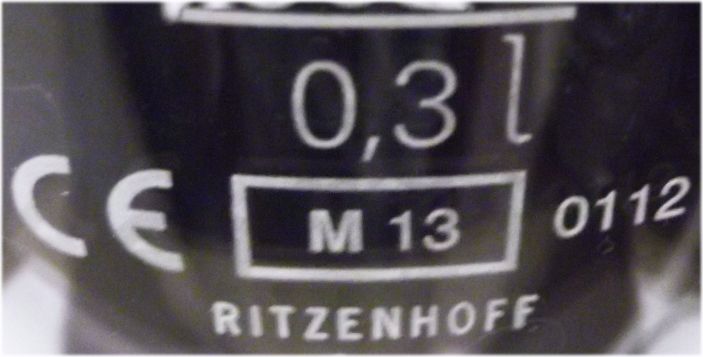 0,3 l
CE M 13 0112
RITZENHOFF